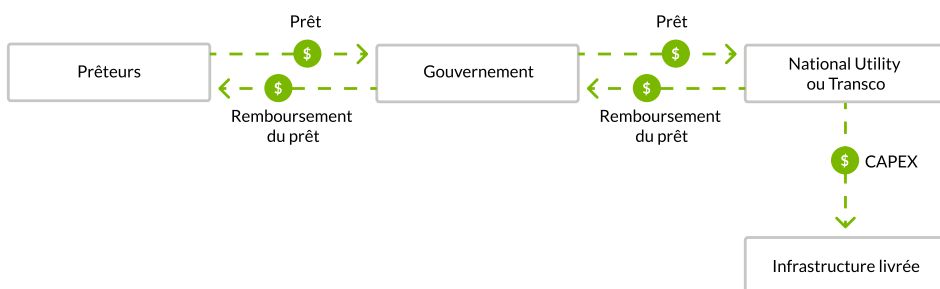 Prêt
Prêt
Prêteurs
$
Gouvernement
$
National Utility
ou Transco
$
$
Remboursement
du prêt
Remboursement
du prêt
$
CAPEX
Infrastructure livrée